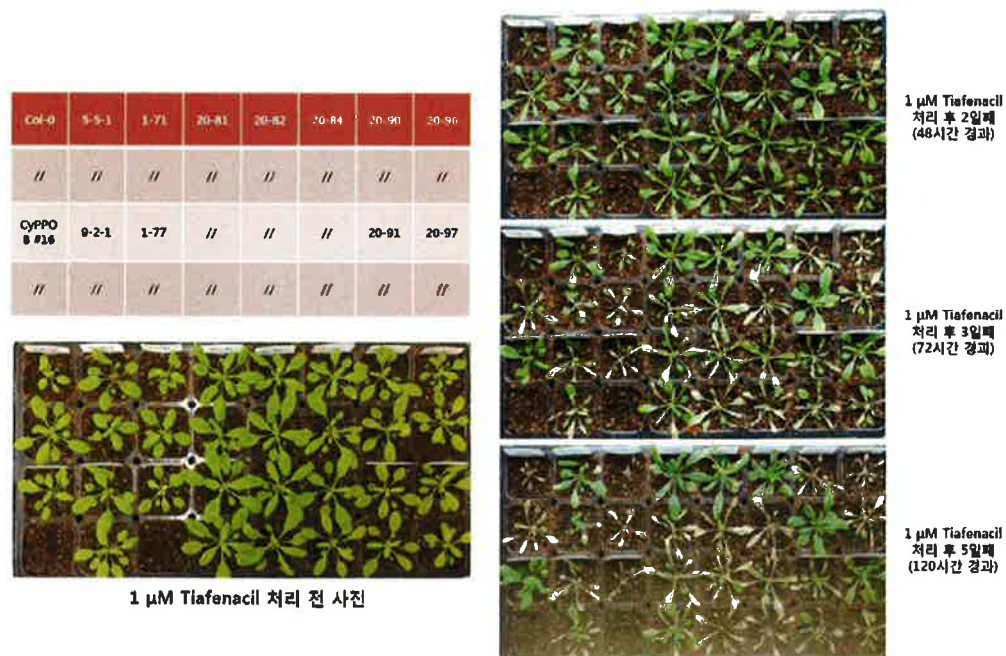 Col-0 5-5-1 1-71 20-81 20-82 20-84 20-90 20-96
〃 〃 〃 〃 〃 〃 〃 〃
CyPPO 8 #16 9-2-1 1-77 〃 〃 〃 20-91 20-97
〃 〃 〃 〃 〃 〃 〃 〃
1 μM Tiafenacil 처리 전 사진
1 μM Tiafenacil
처리 후 2일째
(48시간 경과)
1 μM Tiafenacil
처리 후 3일째
(72시간 경과)
1 μM Tiafenacil
처리 후 5일째
(120시간 경과)